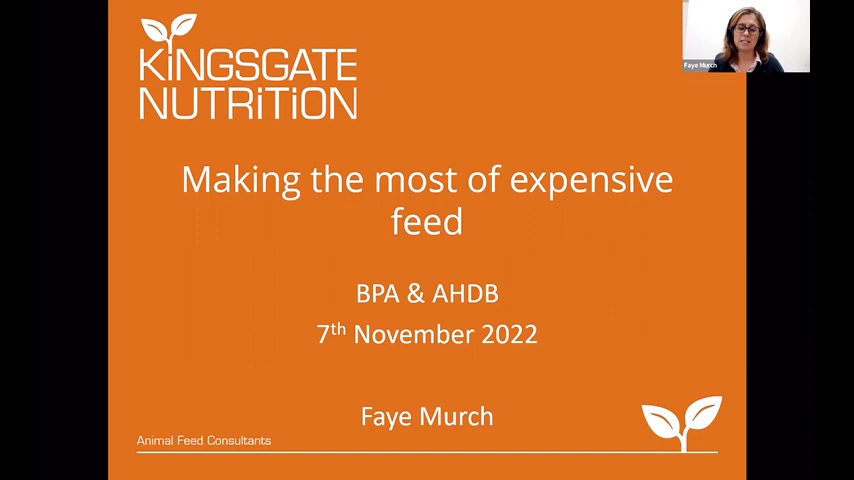 KiNGSGATE
NUTRiTiON
Faye Murch
Making the most of expensive
feed
BPA & AHDB
7th November 2022
Faye Murch
Animal Feed Consultants